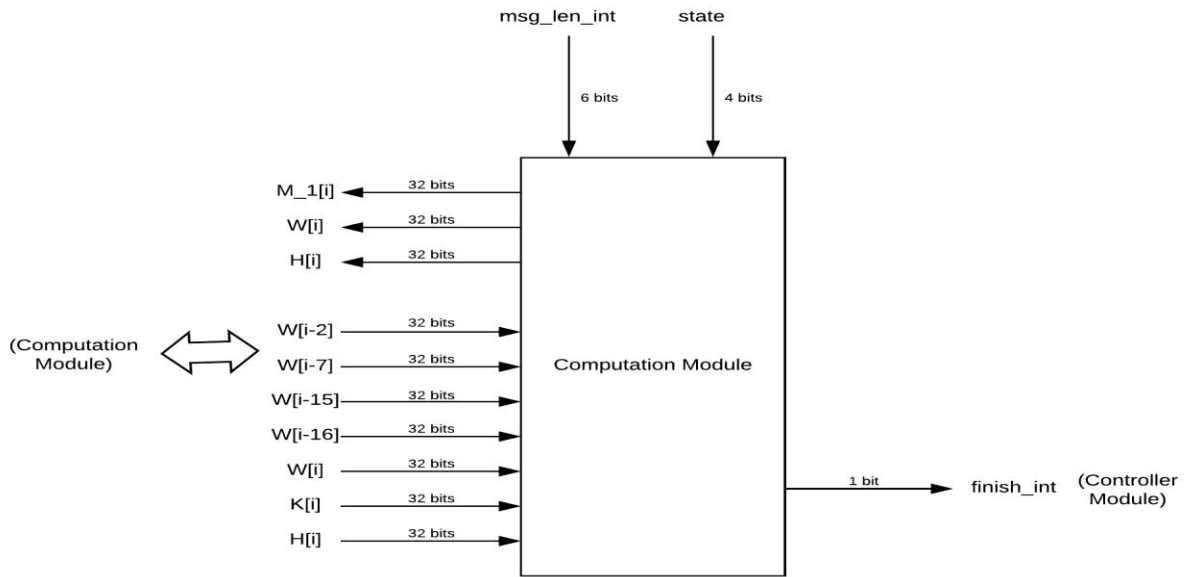 msg_len_int state
6 bits 4 bits
M_1[i] 32 bits
W[i] 32 bits
H[i] 32 bits
W[i-2] 32 bits
(Computation
Module)
W[i-7] 32 bits
Computation Module
W[i-15] 32 bits
W[i-16] 32 bits
W[i] 32 bits
K[i] 32 bits
H[i] 32 bits
1 bit
finish_int
(Controller
Module)